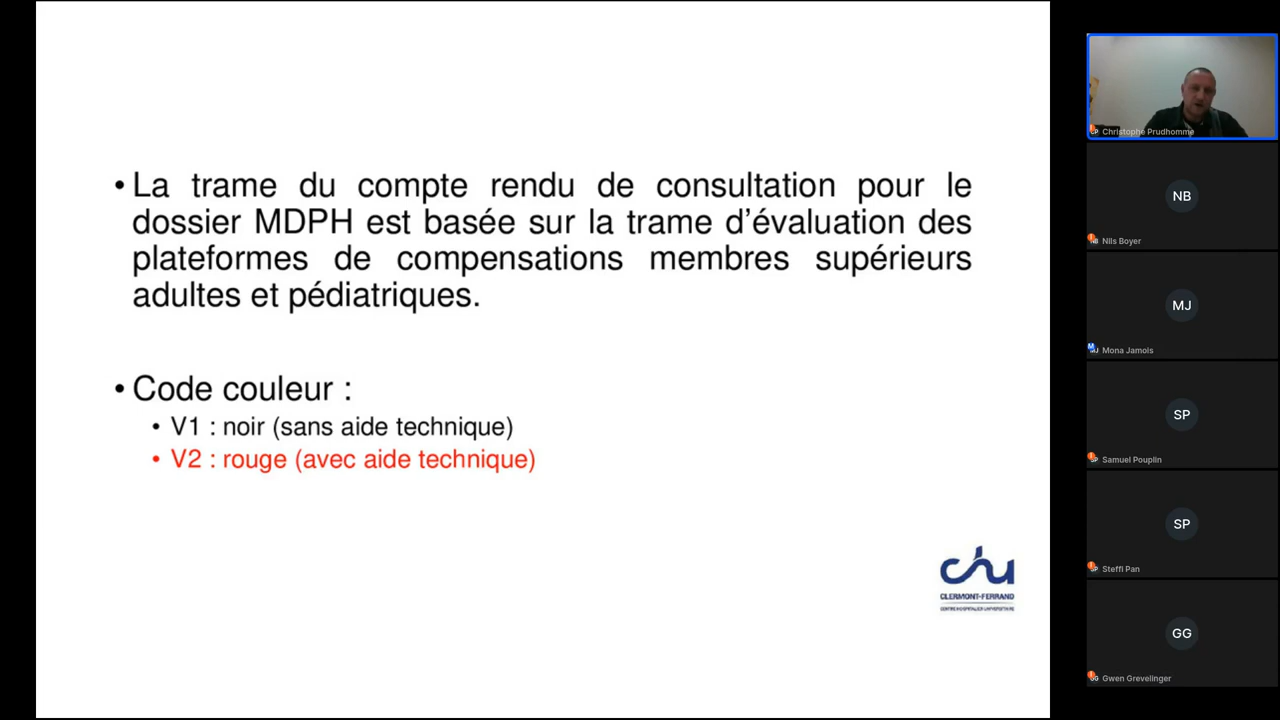 • La trame du compte rendu de consultation pour le
dossier MDPH est basée sur la trame d’évaluation des
plateformes de compensations membres supérieurs
adultes et pédiatriques.
• Code couleur :
• V1 : noir (sans aide technique)
• V2 : rouge (avec aide technique)
chu
CLERMONT-FERRAND
CENTRE HOSPITALIER UNIVERSITAIRE
Christophe Prudhomme
NB
Nils Boyer
MJ
Mona Jamois
SP
Samuel Pouplin
SP
Steffi Pan
GG
Gwen Grevelinger